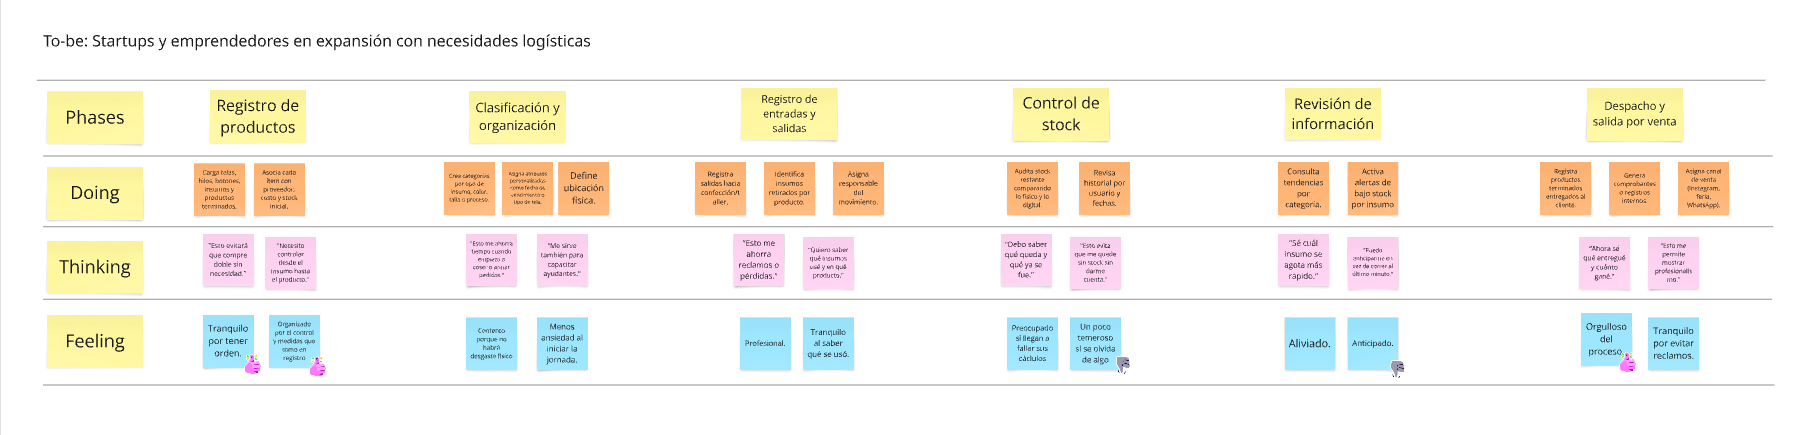 To-be: Startups y emprendedores en expansión con necesidades logísticas
Phases
Registro de
productos
Clasificación y
organización
Registro de
entradas y
salidas
Control de
stock
Revisión de
información
Despacho y
salida por venta
Doing
Carga telas,
hilos, botones,
insumos y
productos
terminados.
Asocia cada
ítem con
proveedor,
costo y stock
inicial.
Crea categorías
por tipo de
insumo, color,
talla o proceso.
Asigna atributos
personalizados
como fecha de
vencimiento o
tipo de tela.
Define
ubicación
física.
Registra
salidas hacia
confección/t
aller.
Identifica
insumos
retirados por
producto.
Asigna
responsable
del
movimiento.
Audita stock
restante
comparando
lo físico y lo
digital
Revisa
historial por
usuario y
fechas.
Consulta
tendencias
por
categoría.
Activa
alertas de
bajo stock
por insumo
Registra
productos
terminados
entregados al
cliente.
Genera
comprobantes
o registros
internos.
Asigna canal
de venta
(Instagram,
feria,
WhatsApp).
Thinking
"Esto evitará
que compre
doble sin
necesidad."
"Necesito
controlar
desde el
insumo hasta
el producto."
"Esto me ahorra
tiempo cuando
empiezo a
coser o armar
pedidos."
"Me sirve
también para
capacitar
ayudantes."
"Esto me
ahorra
reclamos o
pérdidas."
"Quiero saber
qué insumos
usé y en qué
producto."
"Debo saber
qué queda y
qué ya se
fue."
"Esto evita
que me quede
sin stock sin
darme
cuenta."
"Sé cuál
insumo se
agota más
rápido."
"Puedo
anticiparme en
vez de correr al
último minuto."
"Ahora sé
qué entregué
y cuánto
gané."
"Esto me
permite
mostrar
profesionalis
mo."
Feeling
Tranquilo
por tener
orden.
Organizado
por el control
y medidas que
tomo en
registro
Contento
porque no
habrá
desgaste físico
Menos
ansiedad al
iniciar la
jornada.
Profesional.
Tranquilo
al saber
qué se usó.
Preocuparlo
si llegan a
fallar sus
cáclulos
Un poco
temeroso
si se olvida
de algo
Aliviado.
Anticipado.
Orgulloso
del
proceso.
Tranquilo
por evitar
reclamos.